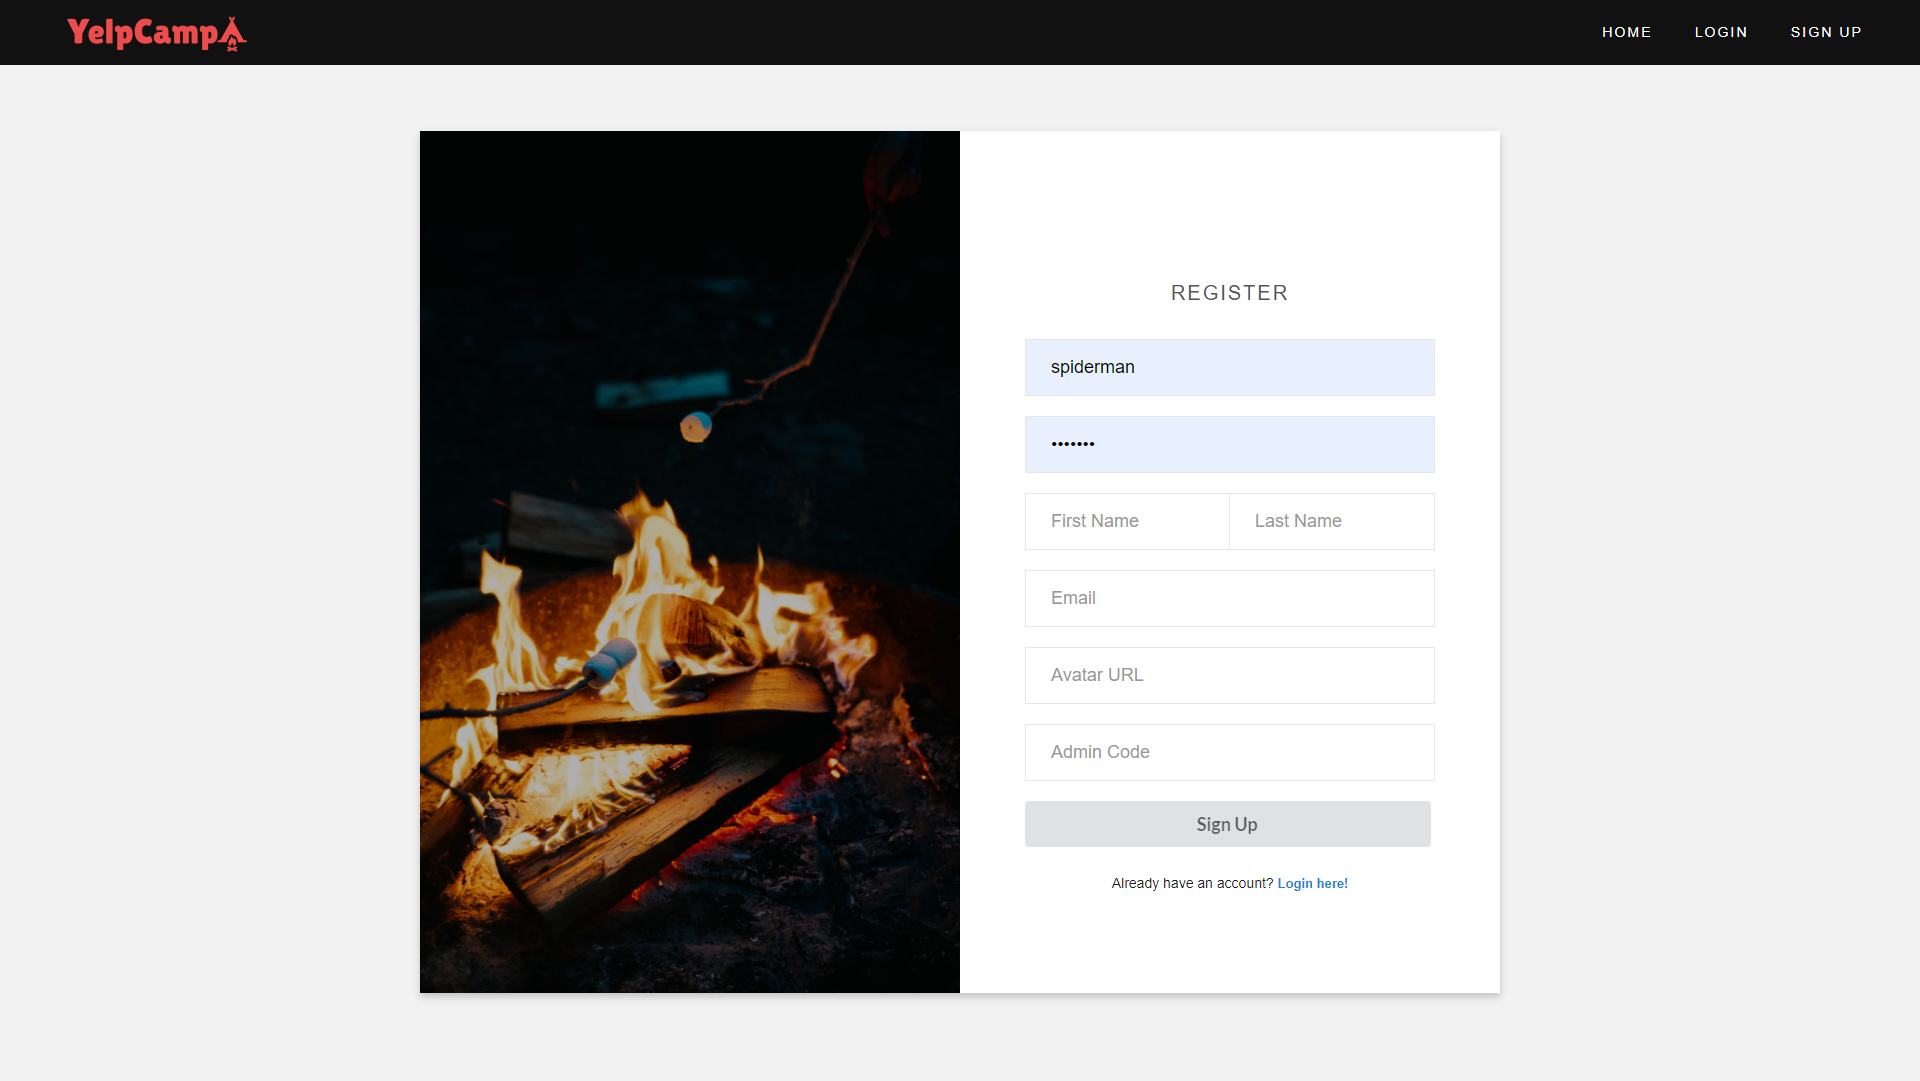 YelpCamp
HOME
LOGIN
SIGN UP
REGISTER
spiderman
•••••••
First Name
Last Name
Email
Avatar URL
Admin Code
Sign Up
Already have an account? Login here!